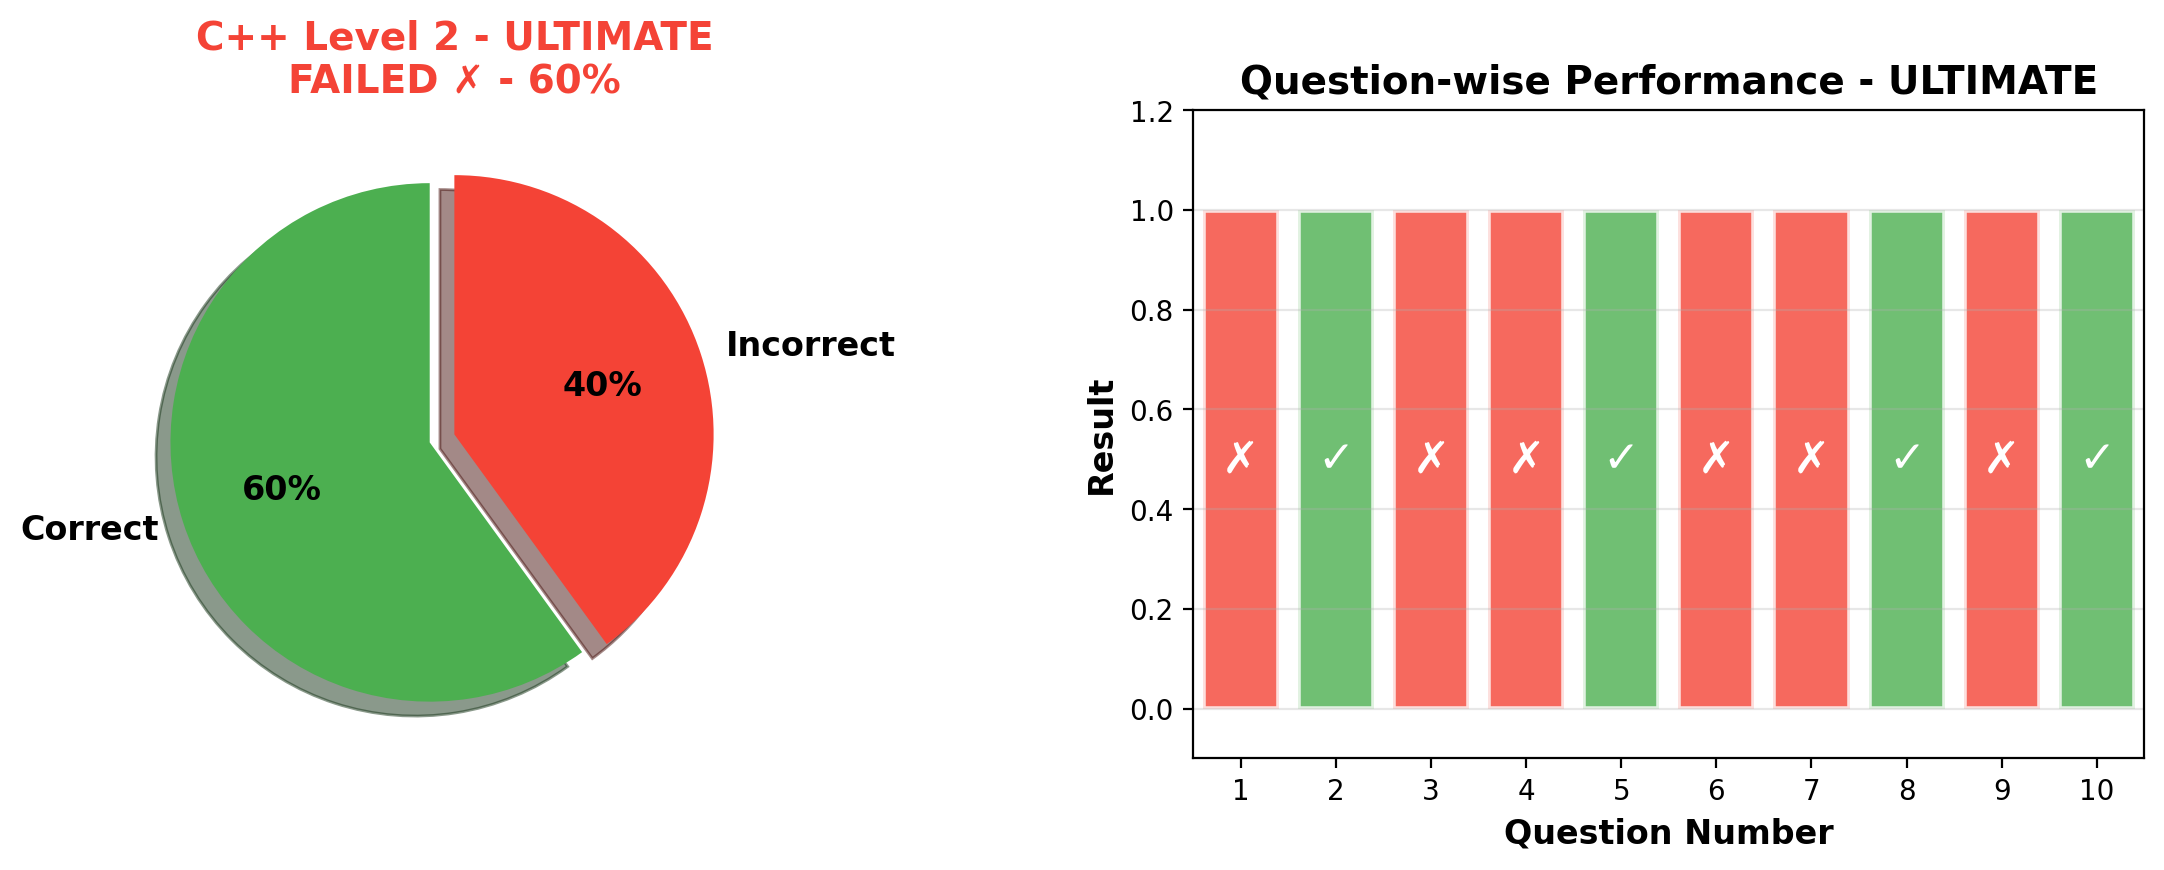 C++ Level 2 - ULTIMATE
FAILED ✗ - 60%
Incorrect
40%
60%
Correct
Question-wise Performance - ULTIMATE
1.2
1.0
0.8
0.6
0.4
0.2
0.0
Result
✗ ✓ ✗ ✗ ✓ ✗ ✗ ✓ ✗ ✓
1 2 3 4 5 6 7 8 9 10
Question Number